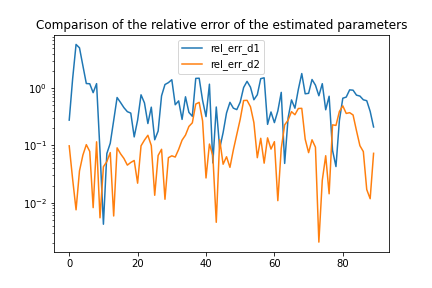 Comparison of the relative error of the estimated parameters
rel_err_d1
rel_err_d2
10⁰
10⁻¹
10⁻²
0 20 40 60 80